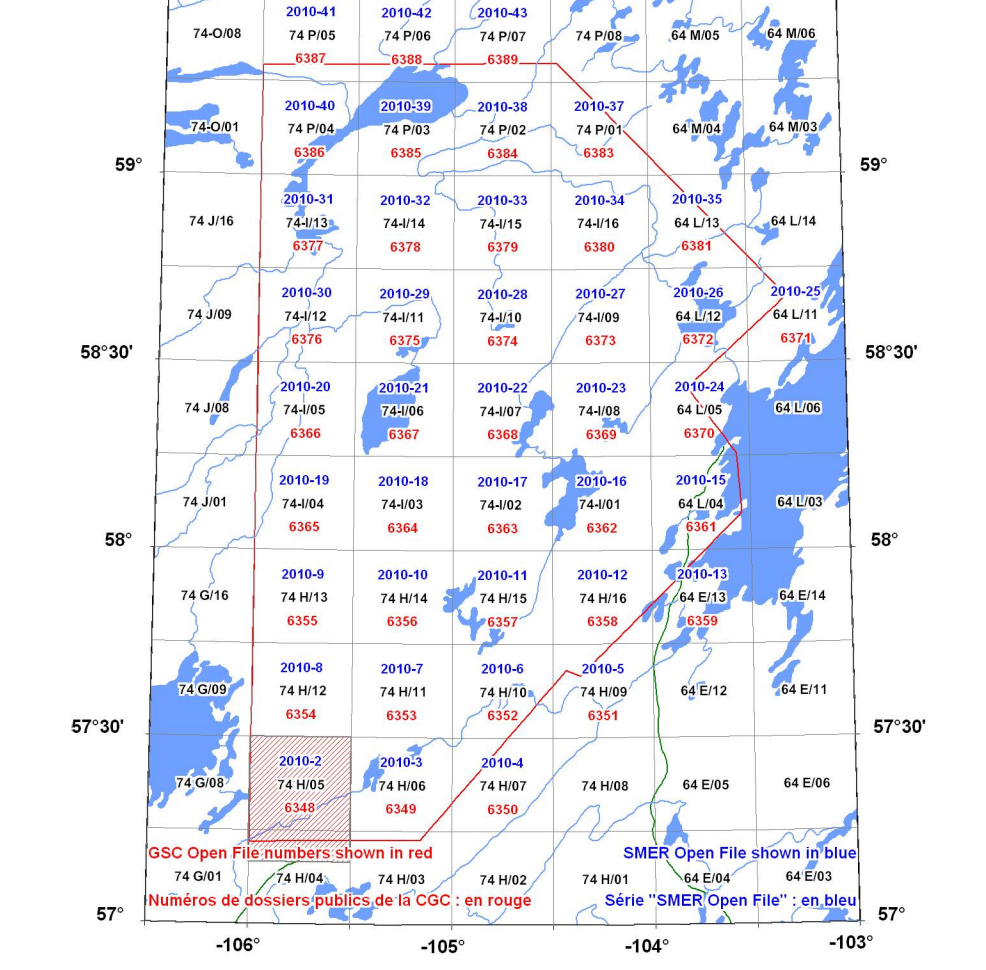 2010-41 2010-42 2010-43
74-O/08 74 P/05 74 P/06 74 P/07 74 P/08 64 M/05 64 M/06
6387 6388 6389
2010-40 2010-39 2010-38 2010-37
74-O/01 74 P/04 74 P/03 74 P/02 74 P/01 64 M/04 64 M/03
6386 6385 6384 6383
59° 59°
2010-31 2010-32 2010-33 2010-34 2010-35
74 J/16 74-I/13 74-I/14 74-I/15 74-I/16 64 L/13 64 L/14
6377 6378 6379 6380 6381
2010-30 2010-29 2010-28 2010-27 2010-26 2010-25
74 J/09 74-I/12 74-I/11 74-I/10 74-I/09 64 L/12 64 L/11
6376 6375 6374 6373 6372 6371
58°30' 58°30'
2010-20 2010-21 2010-22 2010-23 2010-24
74 J/08 74-I/05 74-I/06 74-I/07 74-I/08 64 L/05 64 L/06
6366 6367 6368 6369 6370
2010-19 2010-18 2010-17 2010-16 2010-15
74 J/01 74-I/04 74-I/03 74-I/02 74-I/01 64 L/04 64 L/03
6365 6364 6363 6362 6361
58° 58°
2010-9 2010-10 2010-11 2010-12 2010-13
74 G/16 74 H/13 74 H/14 74 H/15 74 H/16 64 E/13 64 E/14
6355 6356 6357 6358 6359
2010-8 2010-7 2010-6 2010-5
74 G/09 74 H/12 74 H/11 74 H/10 74 H/09 64 E/12 64 E/11
6354 6353 6352 6351
57°30' 57°30'
2010-2 2010-3 2010-4
74 G/08 74 H/05 74 H/06 74 H/07 74 H/08 64 E/05 64 E/06
6348 6349 6350
GSC Open File numbers shown in red SMER Open File shown in blue
74 G/01 74 H/04 74 H/03 74 H/02 74 H/01 64 E/04 64 E/03
Numéros de dossiers publics de la CGC : en rouge Série "SMER Open File" : en bleu
57° 57°
-106° -105° -104° -103°